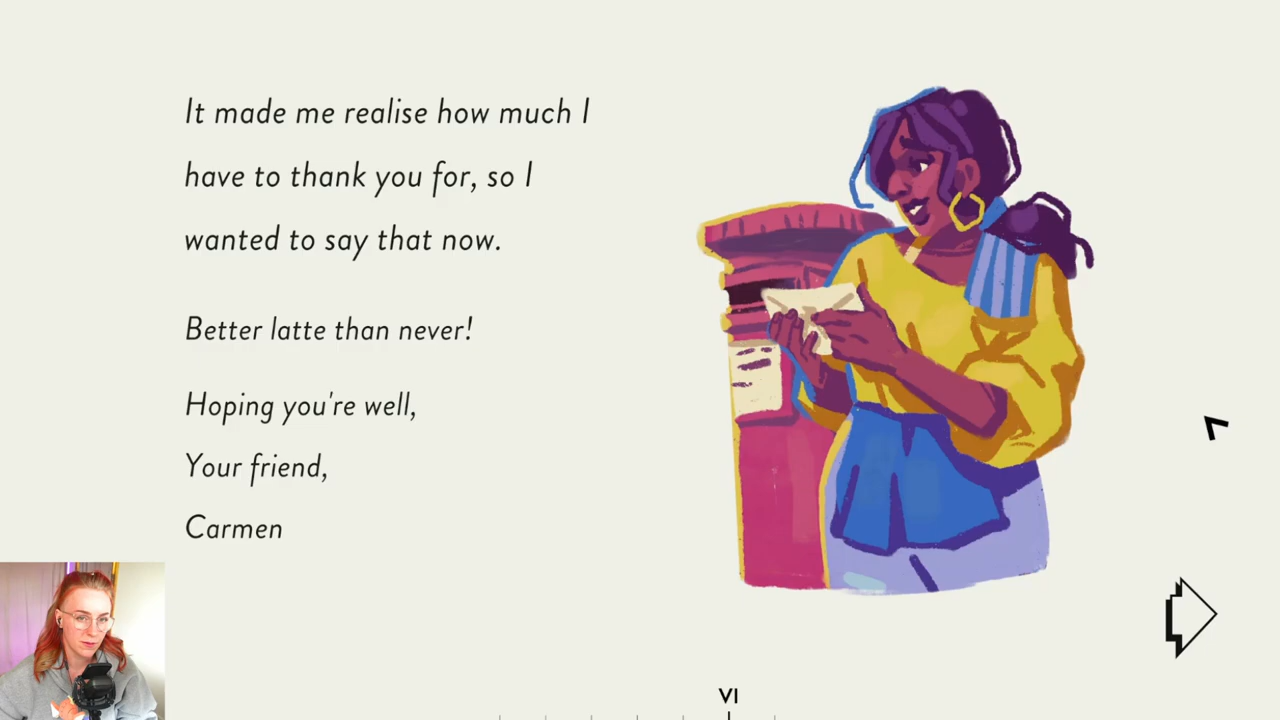 It made me realise how much I
have to thank you for, so I
wanted to say that now.
Better latte than never!
Hoping you're well,
Your friend,
Carmen
VI